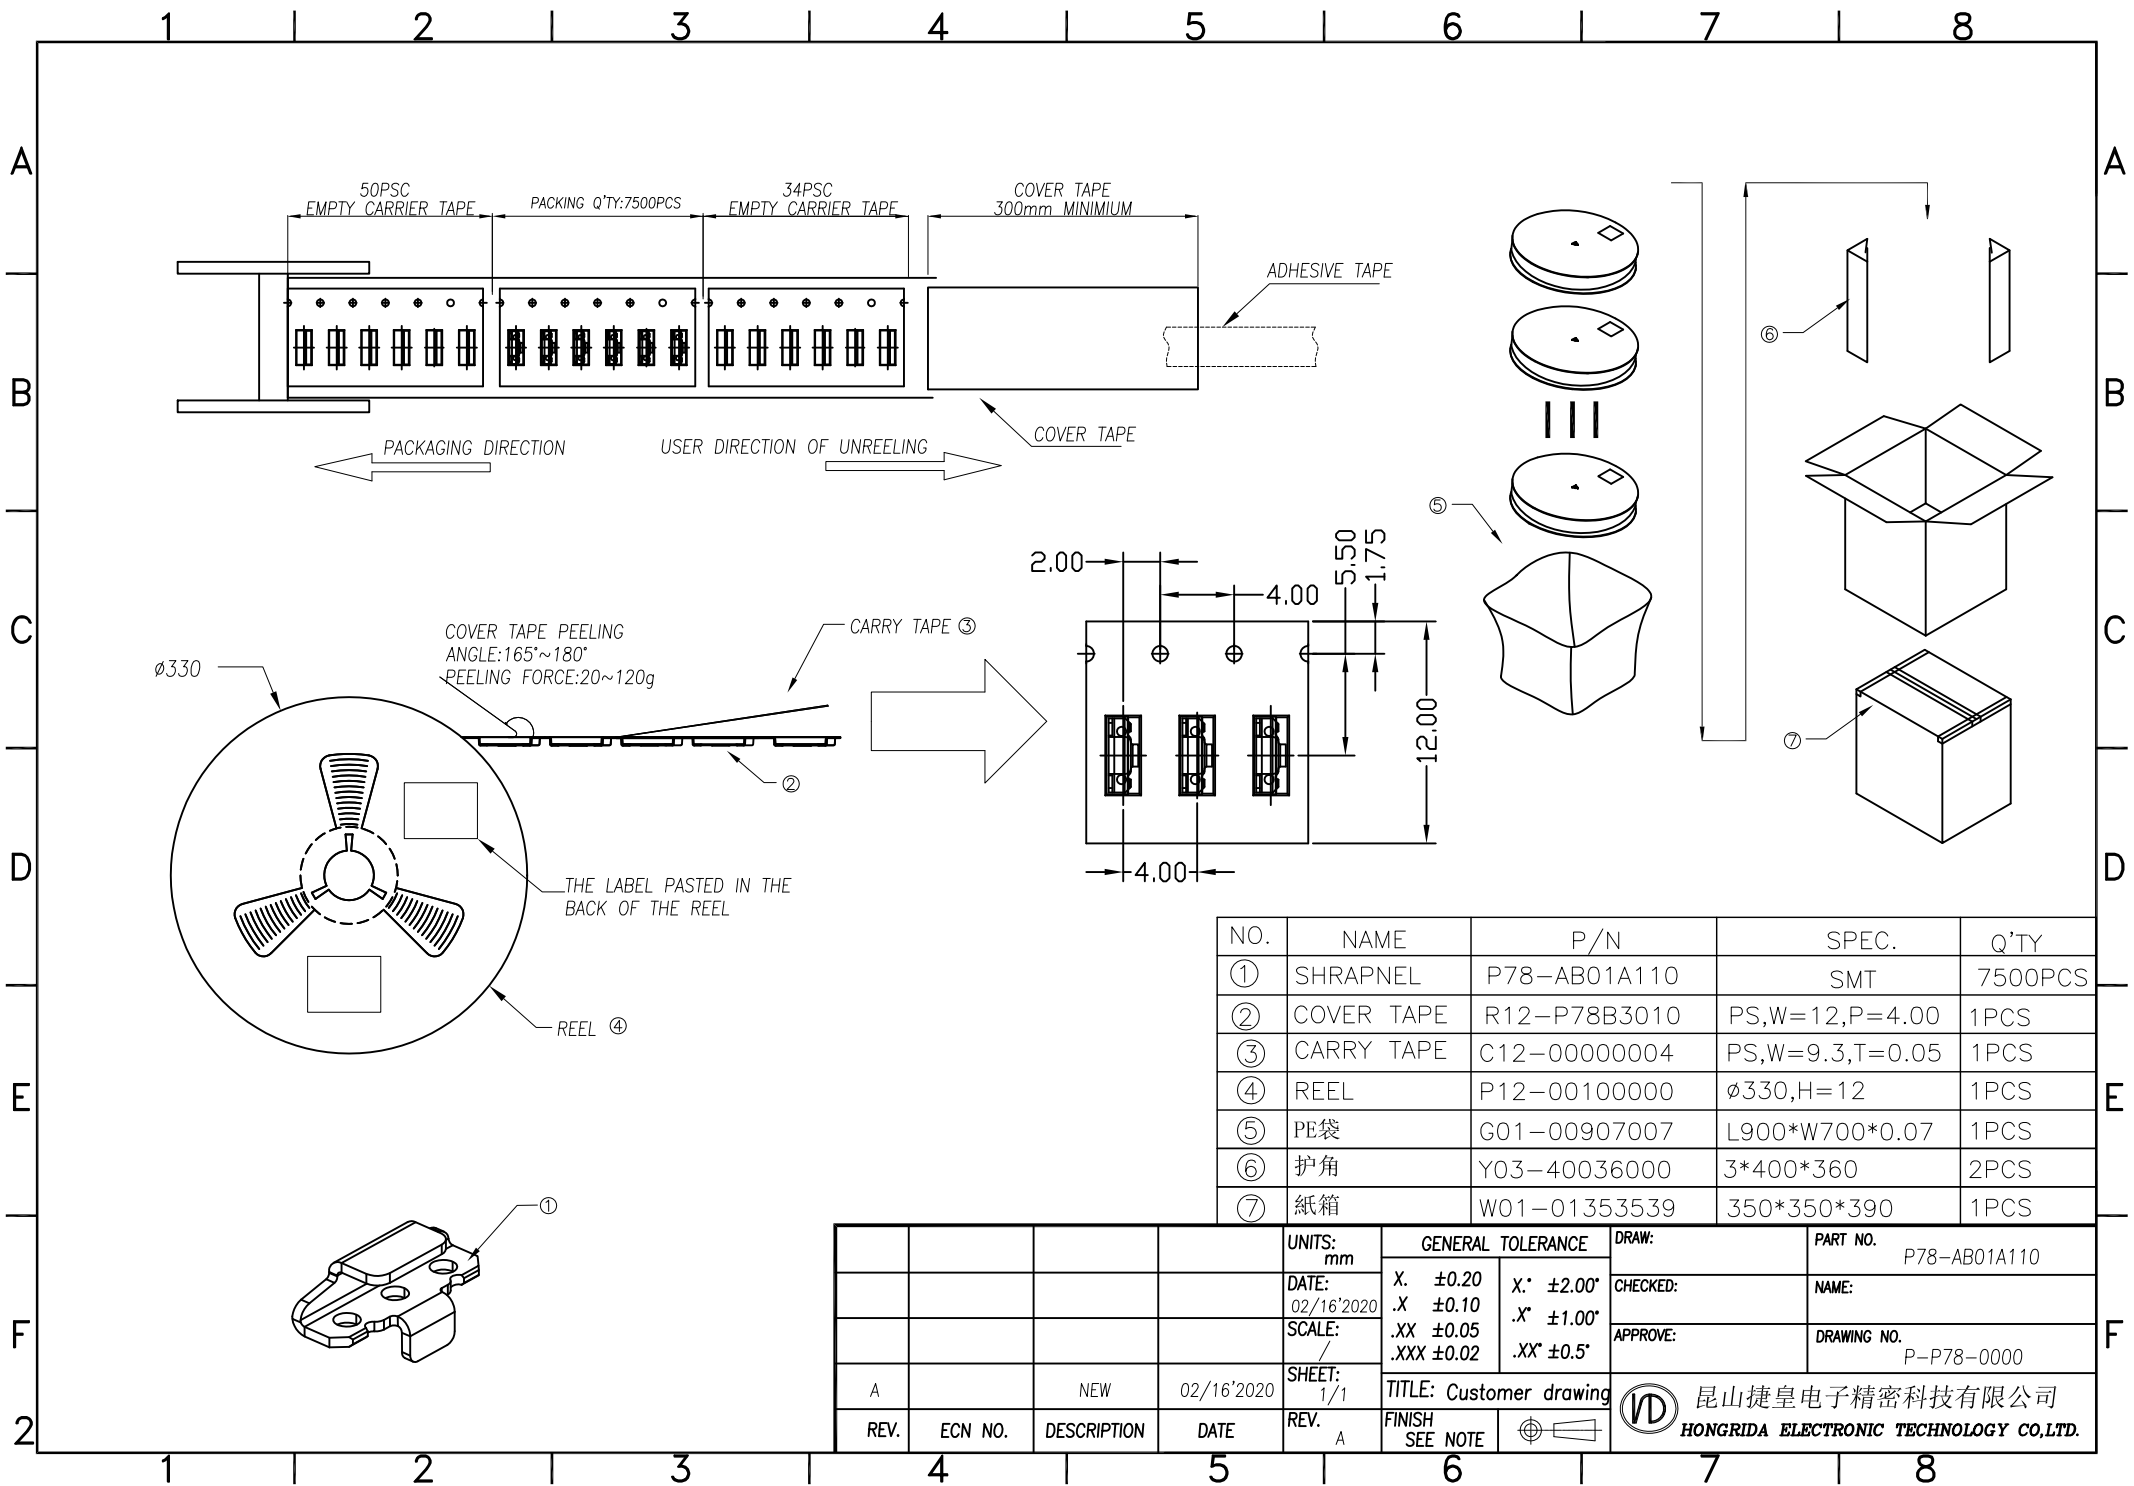 1 2 3 4 5 6 7 8
A A
50PSC
EMPTY CARRIER TAPE
PACKING Q'TY:7500PCS
34PSC
EMPTY CARRIER TAPE
COVER TAPE
300mm MINIMIUM
ADHESIVE TAPE
⑥
B B
COVER TAPE
PACKAGING DIRECTION
USER DIRECTION OF UNREELING
⑤
2.00
4.00
5.50
1.75
12.00
4.00
C C
COVER TAPE PEELING
ANGLE:165°~180°
PEELING FORCE:20~120g
CARRY TAPE ③
ø330
②
⑦
D D
THE LABEL PASTED IN THE
BACK OF THE REEL
REEL ④
E E
①
NO. NAME P/N SPEC. Q'TY
① SHRAPNEL P78-AB01A110 SMT 7500PCS
② COVER TAPE R12-P78B3010 PS,W=12,P=4.00 1PCS
③ CARRY TAPE C12-00000004 PS,W=9.3,T=0.05 1PCS
④ REEL P12-00100000 ø330,H=12 1PCS
⑤ PE袋 G01-00907007 L900*W700*0.07 1PCS
⑥ 护角 Y03-40036000 3*400*360 2PCS
⑦ 紙箱 W01-01353539 350*350*390 1PCS
F F
UNITS:
mm
DATE:
02/16'2020
SCALE:
/
SHEET:
1/1
REV.
A
GENERAL TOLERANCE
X. ±0.20
.X ±0.10
.XX ±0.05
.XXX ±0.02
X.° ±2.00°
.X° ±1.00°
.XX° ±0.5°
TITLE: Customer drawing
FINISH
SEE NOTE
DRAW:
CHECKED:
APPROVE:
PART NO.
P78-AB01A110
NAME:
DRAWING NO.
P-P78-0000
A NEW 02/16'2020
REV. ECN NO. DESCRIPTION DATE
昆山捷皇电子精密科技有限公司
HONGRIDA ELECTRONIC TECHNOLOGY CO,LTD.
2
1 2 3 4 5 6 7 8